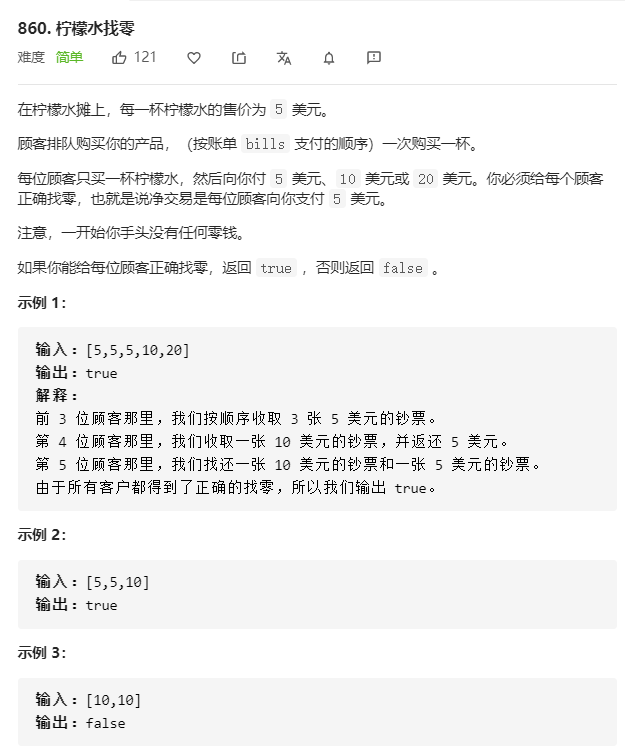 860. 柠檬水找零
难度 简单 121
在柠檬水摊上，每一杯柠檬水的售价为 5 美元。
顾客排队购买你的产品，（按账单 bills 支付的顺序）一次购买一杯。
每位顾客只买一杯柠檬水，然后向你付 5 美元、10 美元或 20 美元。你必须给每个顾客
正确找零，也就是说净交易是每位顾客向你支付 5 美元。
注意，一开始你手头没有任何零钱。
如果你能给每位顾客正确找零，返回 true ，否则返回 false 。
示例 1：
输入：[5,5,5,10,20]
输出：true
解释：
前 3 位顾客那里，我们按顺序收取 3 张 5 美元的钞票。
第 4 位顾客那里，我们收取一张 10 美元的钞票，并返还 5 美元。
第 5 位顾客那里，我们找还一张 10 美元的钞票和一张 5 美元的钞票。
由于所有客户都得到了正确的找零，所以我们输出 true。
示例 2：
输入：[5,5,10]
输出：true
示例 3：
输入：[10,10]
输出：false